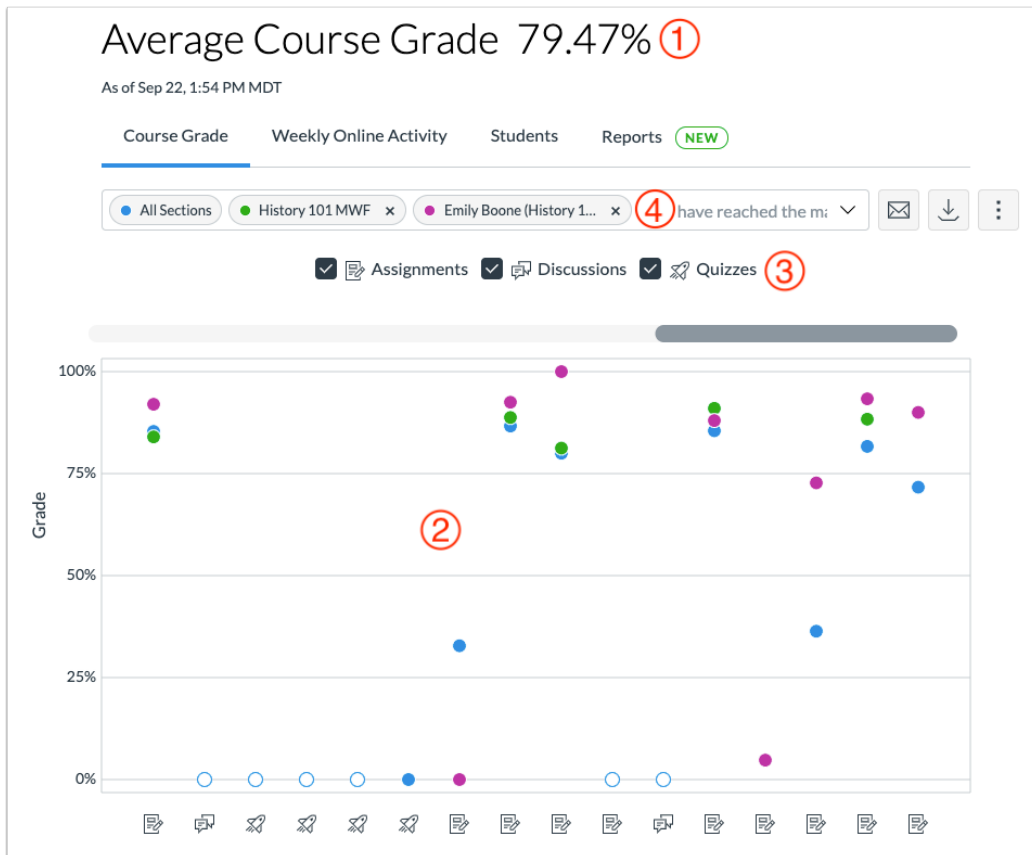 Average Course Grade 79.47% ①
As of Sep 22, 1:54 PM MDT
Course Grade Weekly Online Activity Students Reports NEW
All Sections History 101 MWF × Emily Boone (History 1... × ④ have reached the ma
Assignments Discussions Quizzes ③
100%
75%
②
50%
25%
0%
Grade